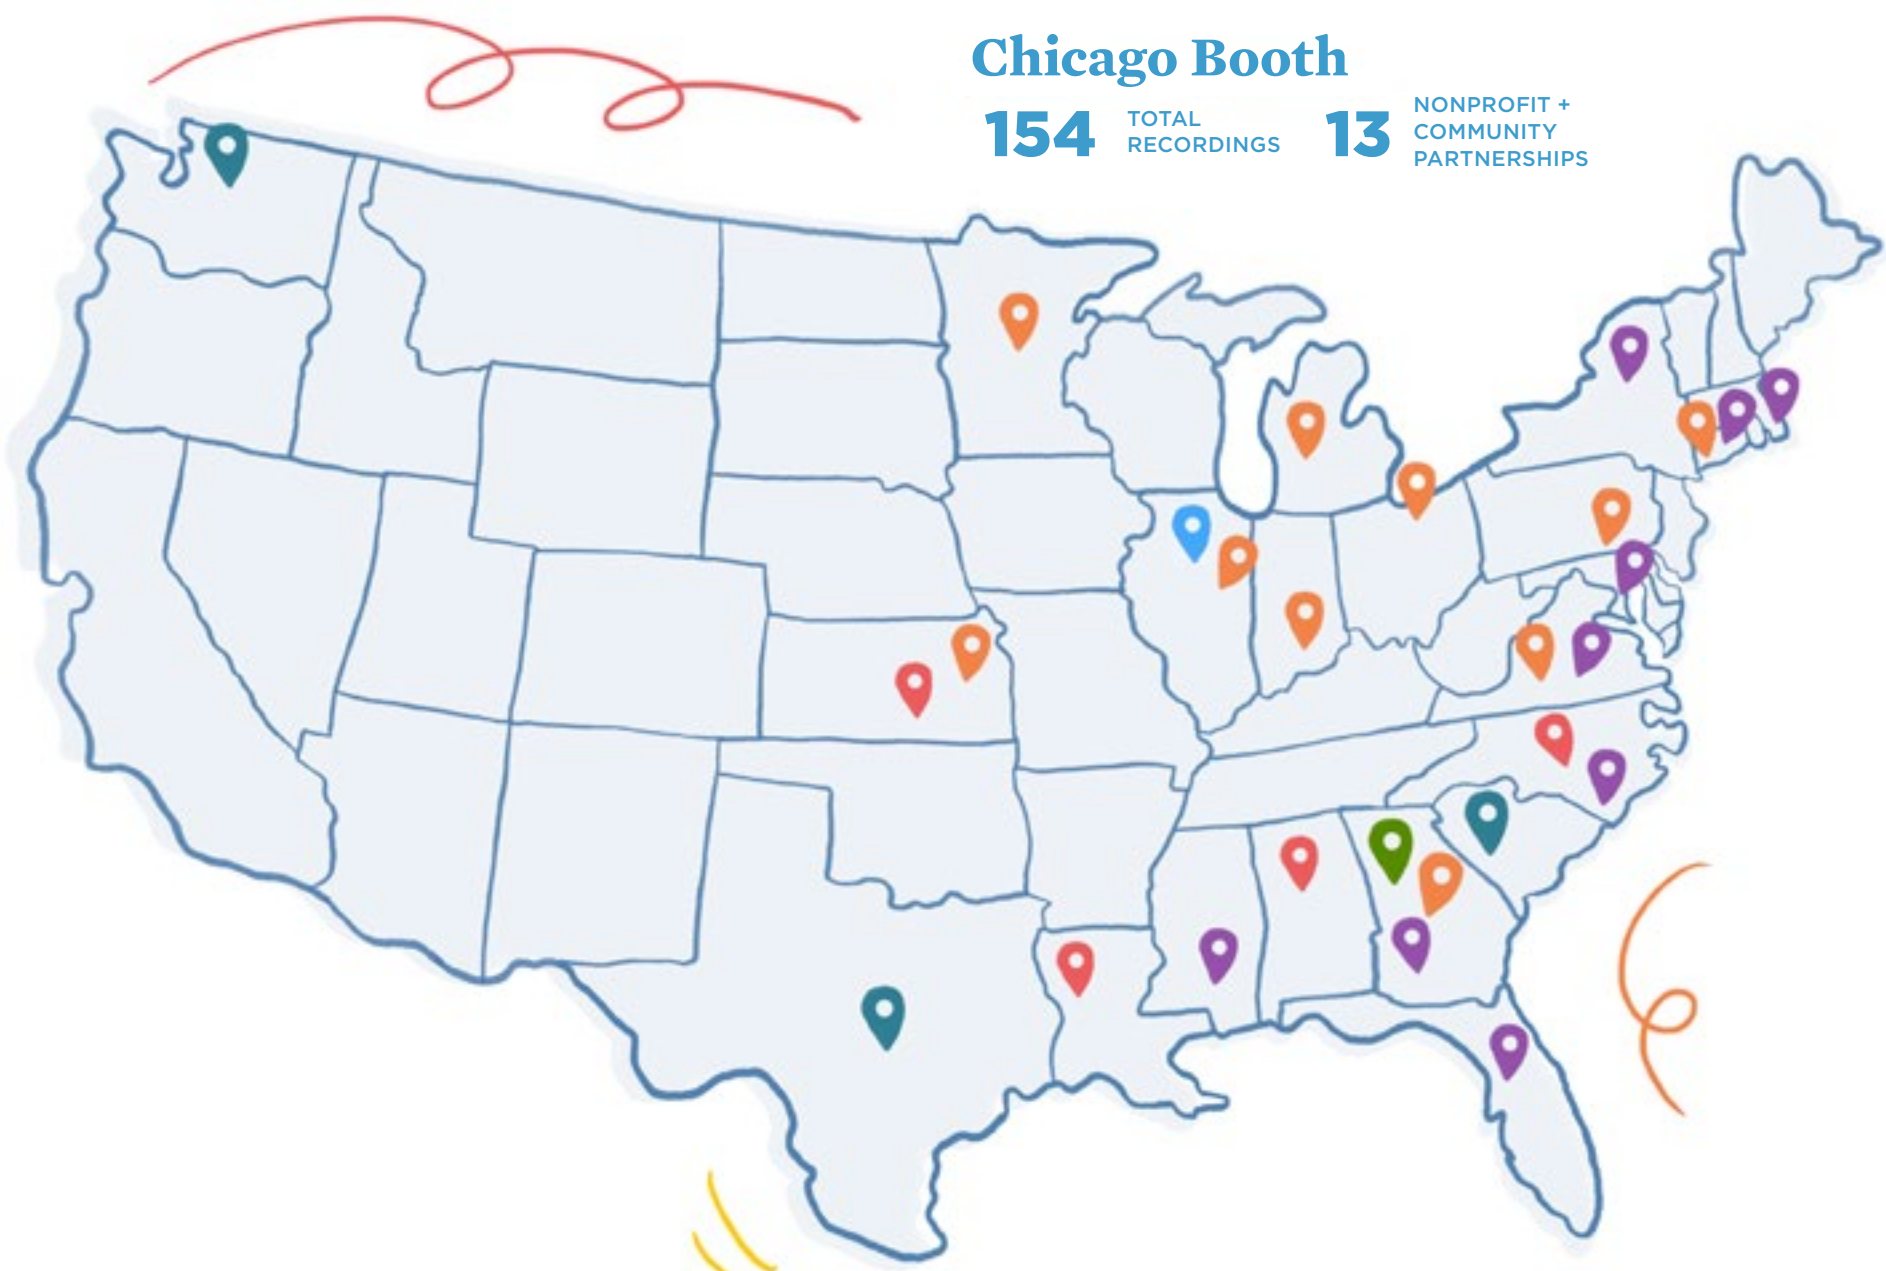 Chicago Booth
154 TOTAL RECORDINGS
13 NONPROFIT + COMMUNITY PARTNERSHIPS